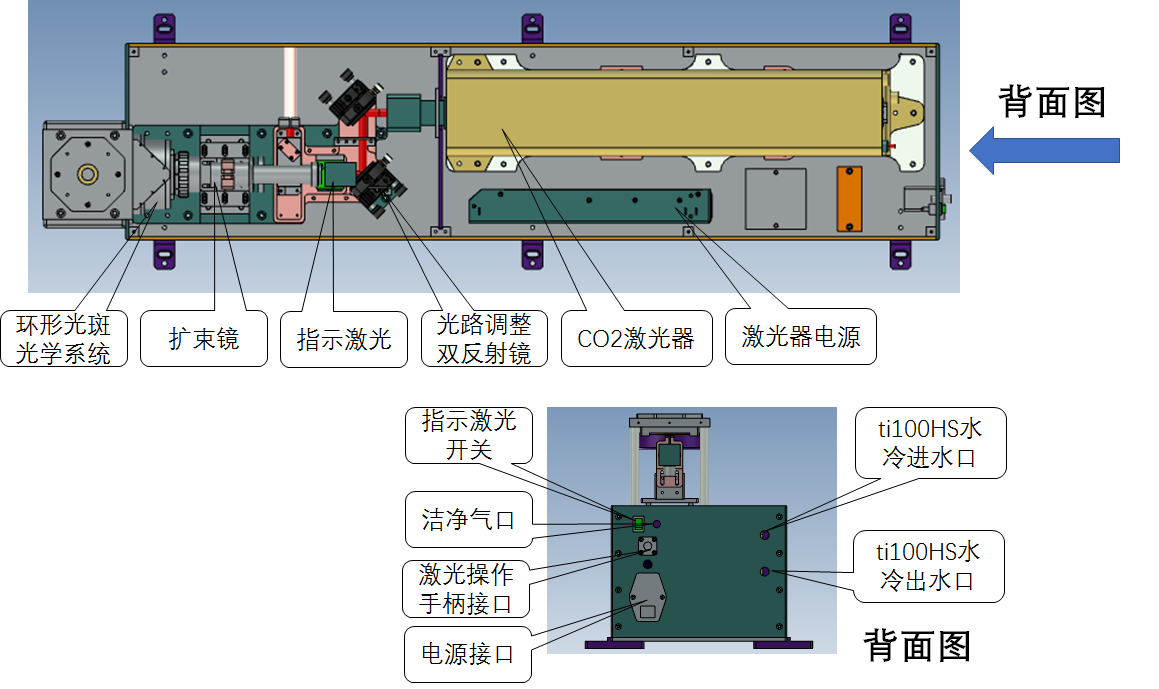 背面图
环形光斑
光学系统
扩束镜
指示激光
光路调整
双反射镜
CO2激光器
激光器电源
指示激光
开关
洁净气口
激光操作
手柄接口
电源接口
ti100HS水
冷进水口
ti100HS水
冷出水口
背面图